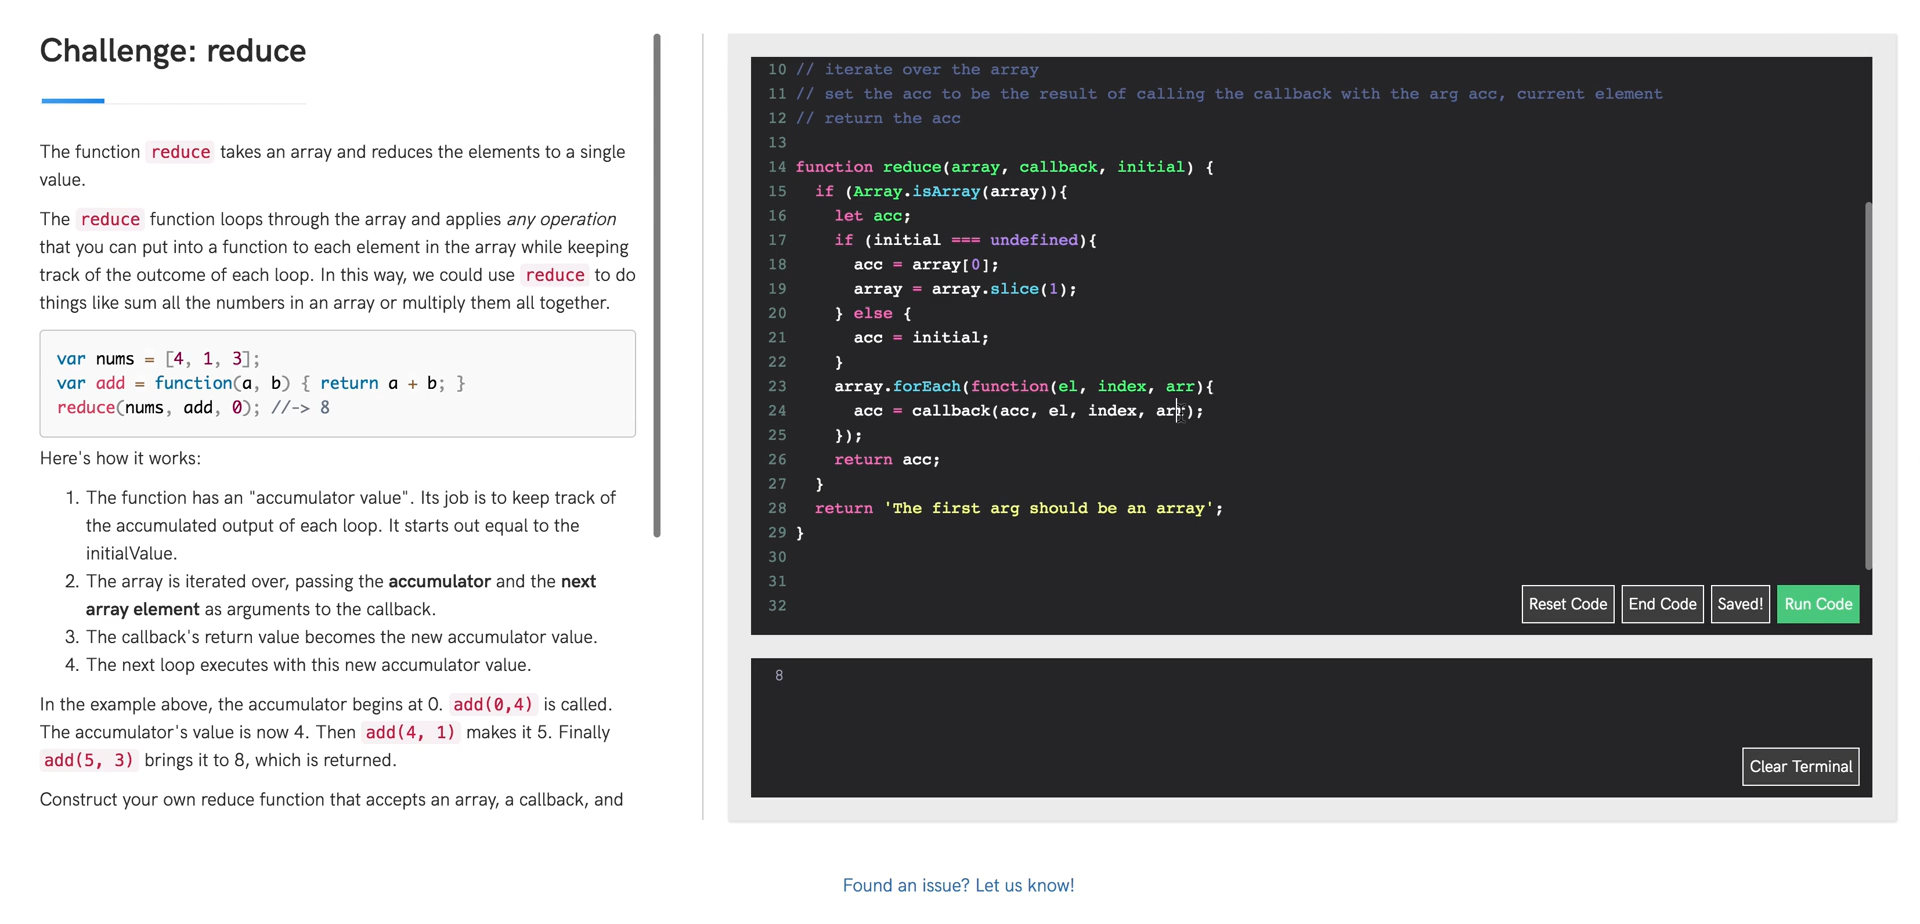 Challenge: reduce
The function reduce takes an array and reduces the elements to a single
value.
The reduce function loops through the array and applies any operation
that you can put into a function to each element in the array while keeping
track of the outcome of each loop. In this way, we could use reduce to do
things like sum all the numbers in an array or multiply them all together.
var nums = [4, 1, 3];
var add = function(a, b) { return a + b; }
reduce(nums, add, 0); //-> 8
Here's how it works:
1. The function has an "accumulator value". Its job is to keep track of
the accumulated output of each loop. It starts out equal to the
initialValue.
2. The array is iterated over, passing the accumulator and the next
array element as arguments to the callback.
3. The callback's return value becomes the new accumulator value.
4. The next loop executes with this new accumulator value.
In the example above, the accumulator begins at 0. add(0,4) is called.
The accumulator's value is now 4. Then add(4, 1) makes it 5. Finally
add(5, 3) brings it to 8, which is returned.
Construct your own reduce function that accepts an array, a callback, and
10 // iterate over the array
11 // set the acc to be the result of calling the callback with the arg acc, current element
12 // return the acc
13
14 function reduce(array, callback, initial) {
15   if (Array.isArray(array)){
16     let acc;
17     if (initial === undefined){
18       acc = array[0];
19       array = array.slice(1);
20     } else {
21       acc = initial;
22     }
23     array.forEach(function(el, index, arr){
24       acc = callback(acc, el, index, arr);
25     });
26     return acc;
27   }
28   return 'The first arg should be an array';
29 }
30
31
32
Reset Code End Code Saved! Run Code
8
Clear Terminal
Found an issue? Let us know!